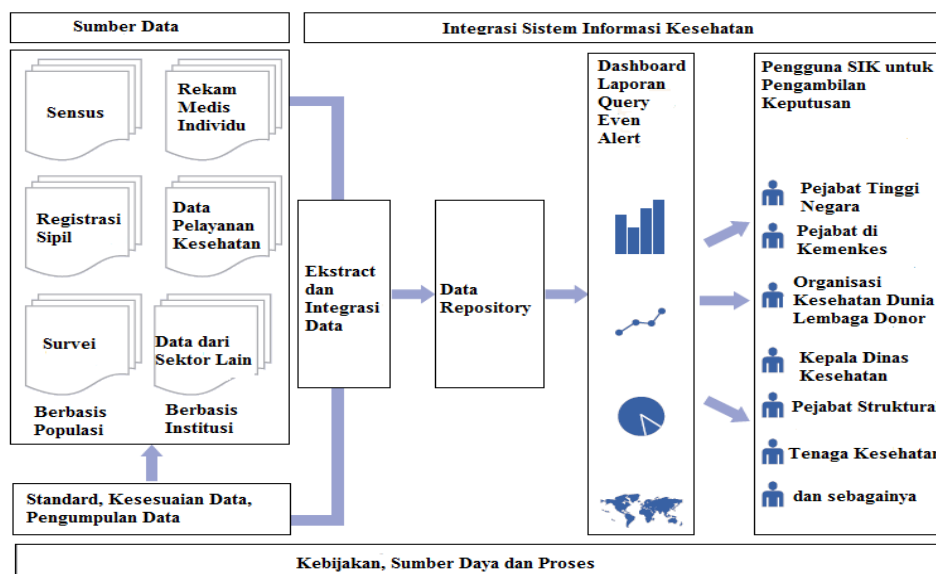 Sumber Data
Integrasi Sistem Informasi Kesehatan
Sensus
Rekam
Medis
Individu
Registrasi
Sipil
Data
Pelayanan
Kesehatan
Survei
Data dari
Sektor Lain
Berbasis
Populasi
Berbasis
Institusi
Standard, Kesesuaian Data,
Pengumpulan Data
Ekstract
dan
Integrasi
Data
Data
Repository
Dashboard
Laporan
Query
Even
Alert
Pengguna SIK untuk
Pengambilan
Keputusan
Pejabat Tinggi
Negara
Pejabat di
Kemenkes
Organisasi
Kesehatan Dunia
Lembaga Donor
Kepala Dinas
Kesehatan
Pejabat Struktura
Tenaga Kesehatan
dan sebagainya
Kebijakan, Sumber Daya dan Proses